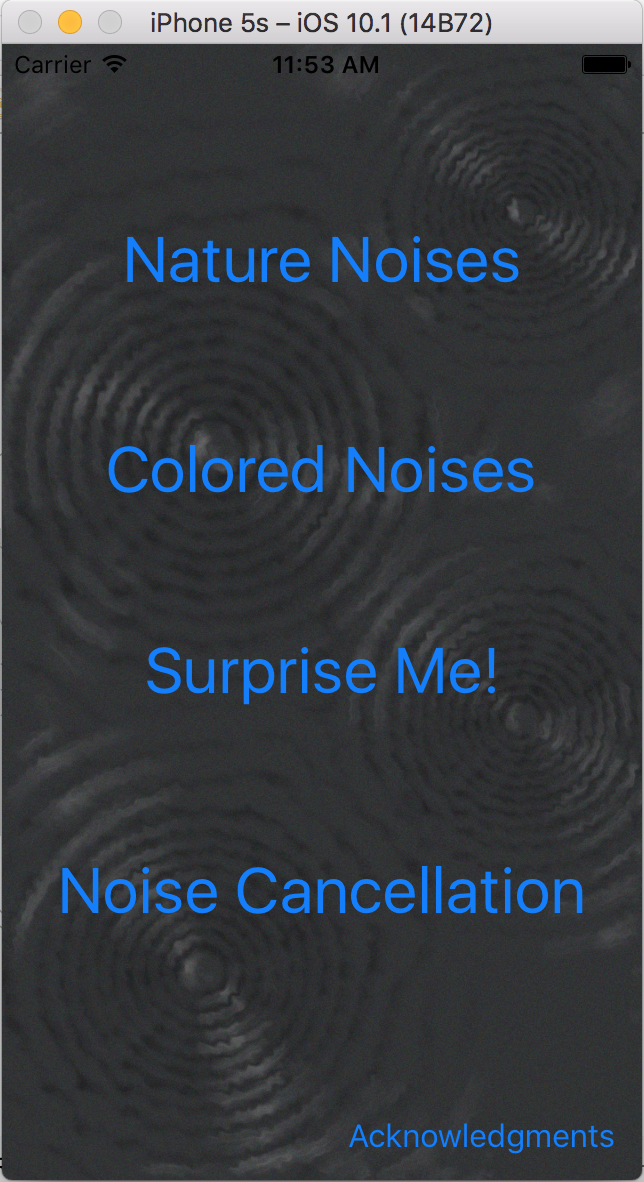 iPhone 5s – iOS 10.1 (14B72)
Carrier 11:53 AM
Nature Noises
Colored Noises
Surprise Me!
Noise Cancellation
Acknowledgments